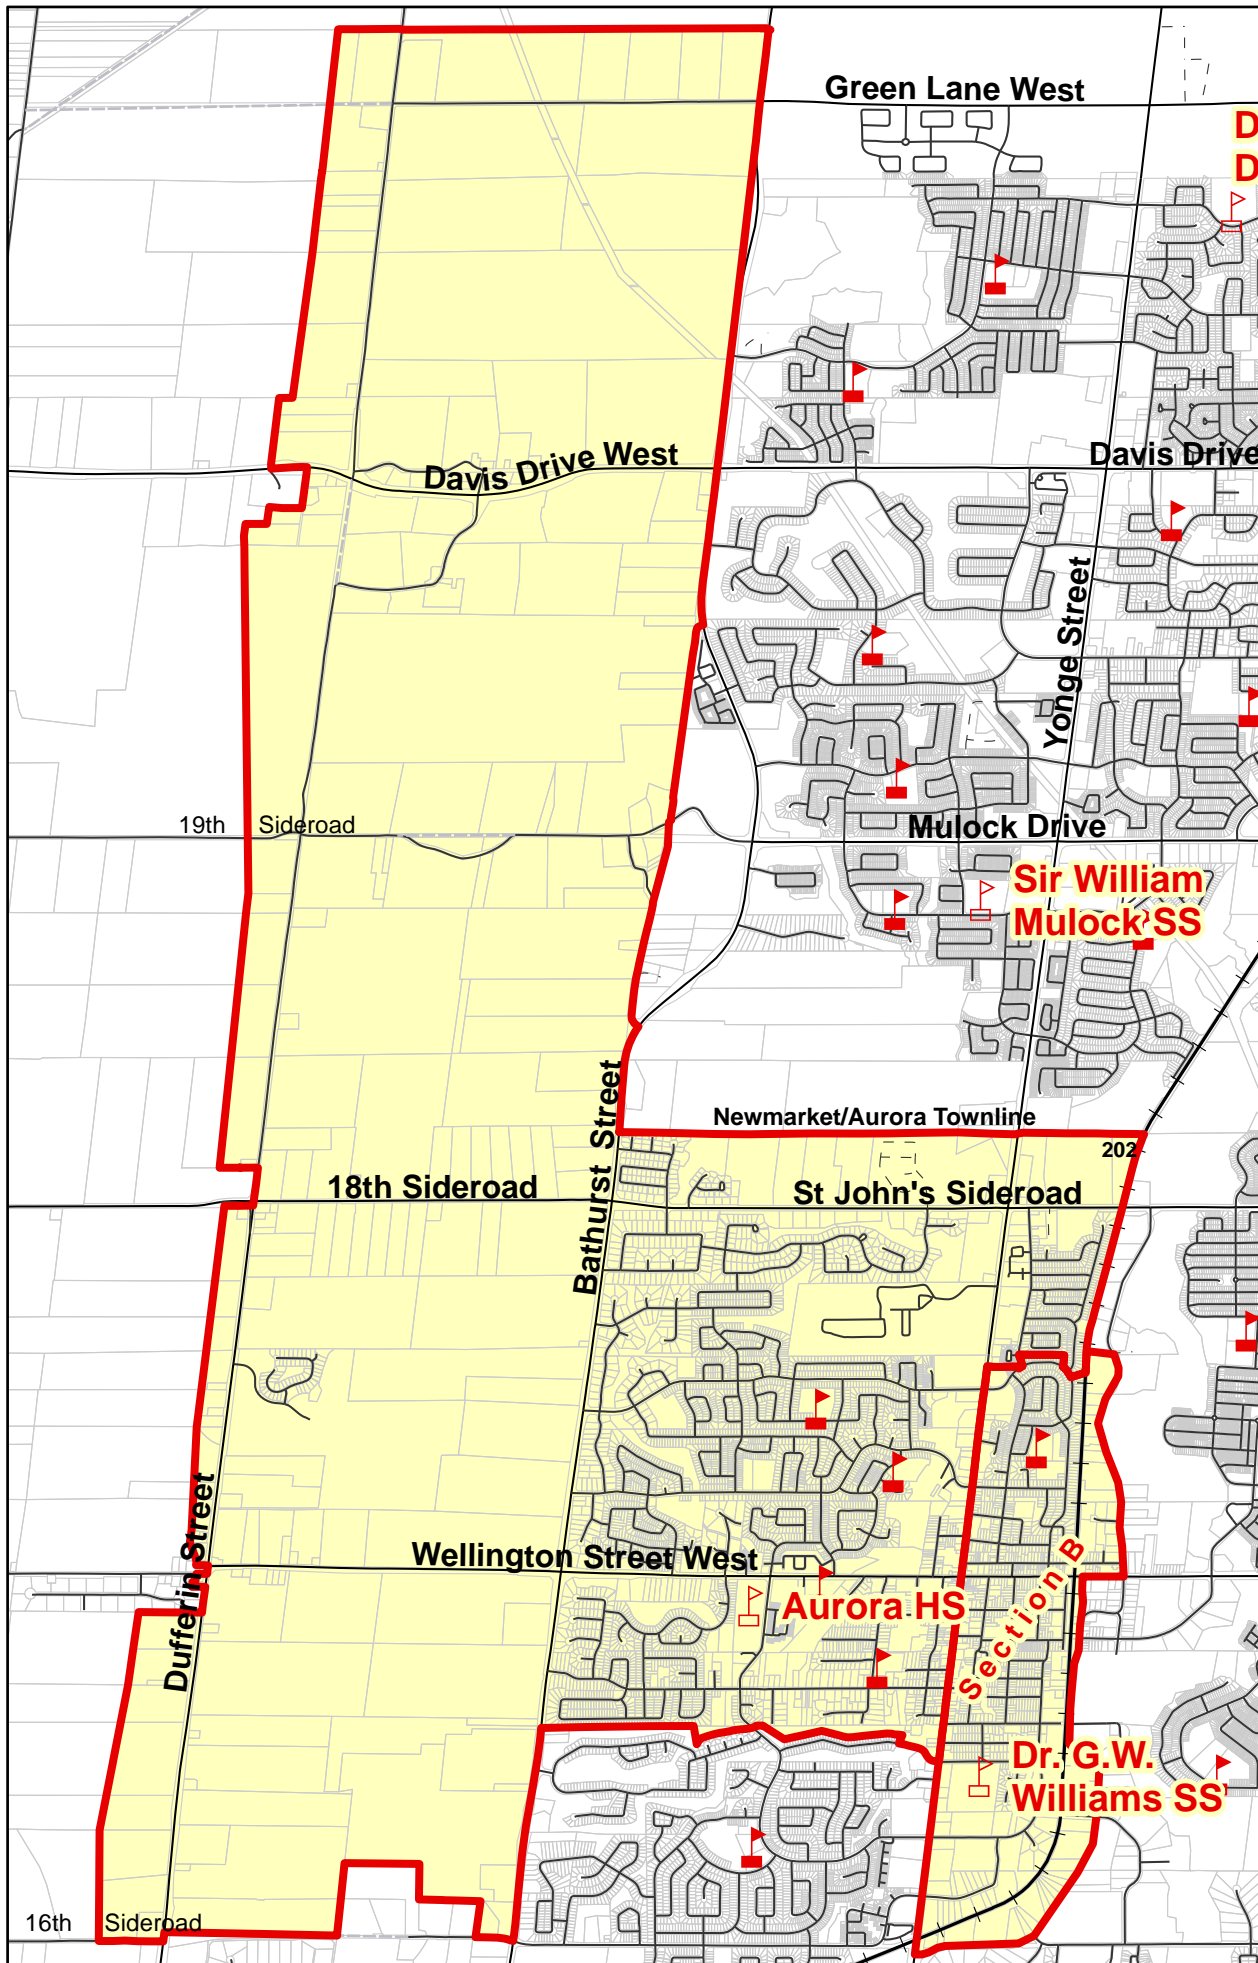 Green Lane West
D
D
Davis Drive West
Davis Drive
Yonge Street
19th Sideroad
Mulock Drive
Sir William
Mulock SS
Newmarket/Aurora Townline
202
Bathurst Street
18th Sideroad
St John's Sideroad
Dufferin Street
Wellington Street West
Aurora HS
Section B
Dr. G.W.
Williams SS
16th Sideroad